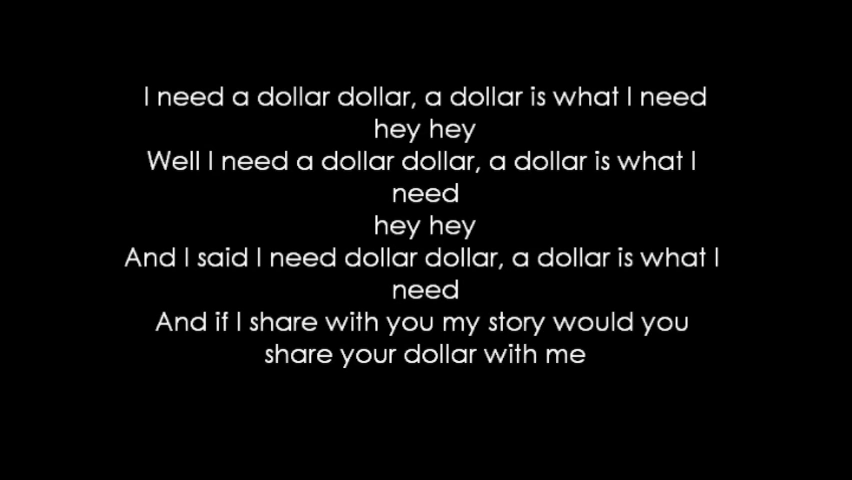 I need a dollar dollar, a dollar is what I need
hey hey
Well I need a dollar dollar, a dollar is what I
need
hey hey
And I said I need dollar dollar, a dollar is what I
need
And if I share with you my story would you
share your dollar with me